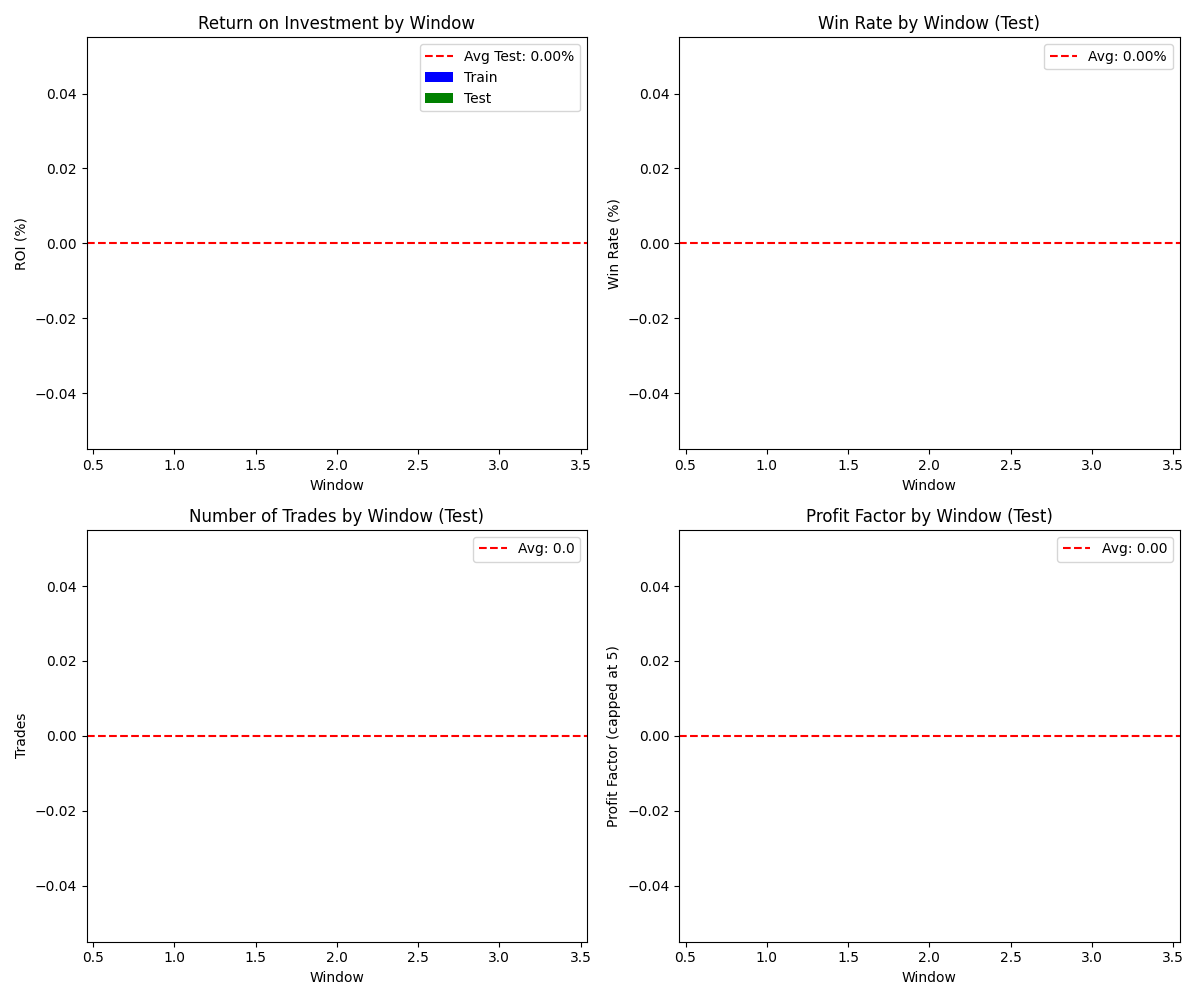 Return on Investment by Window
Avg Test: 0.00%
Train
Test
0.04
0.02
0.00
−0.02
−0.04
ROI (%)
0.5 1.0 1.5 2.0 2.5 3.0 3.5
Window
Win Rate by Window (Test)
Avg: 0.00%
0.04
0.02
0.00
−0.02
−0.04
Win Rate (%)
0.5 1.0 1.5 2.0 2.5 3.0 3.5
Window
Number of Trades by Window (Test)
Avg: 0.0
0.04
0.02
0.00
−0.02
−0.04
Trades
0.5 1.0 1.5 2.0 2.5 3.0 3.5
Window
Profit Factor by Window (Test)
Avg: 0.00
0.04
0.02
0.00
−0.02
−0.04
Profit Factor (capped at 5)
0.5 1.0 1.5 2.0 2.5 3.0 3.5
Window